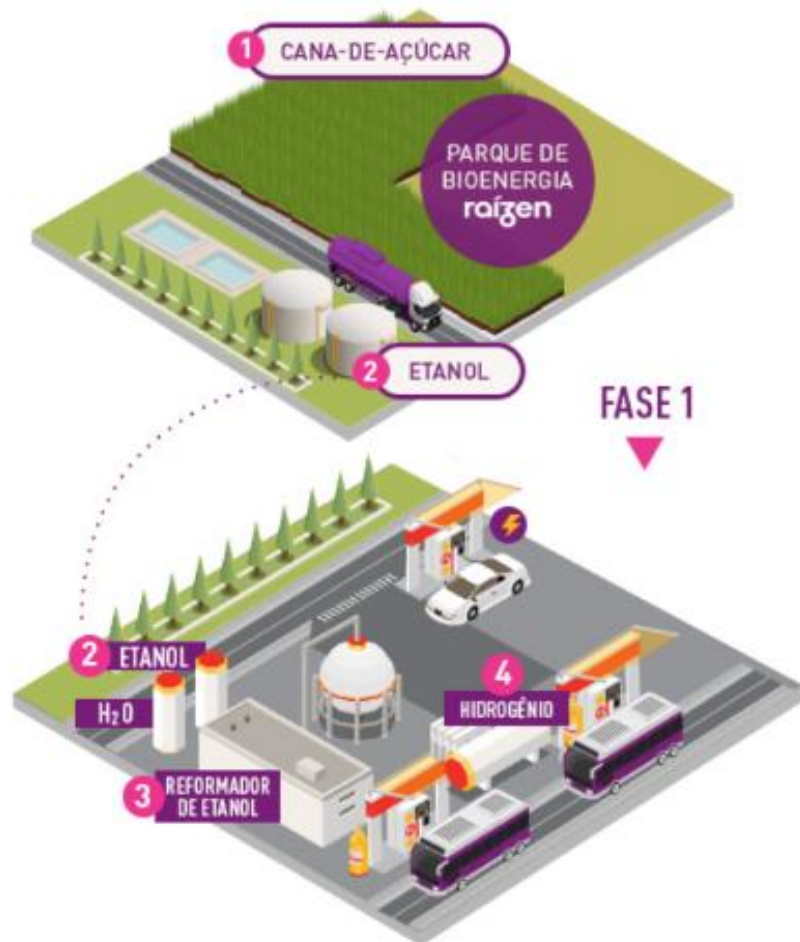 1 CANA-DE-AÇÚCAR
PARQUE DE
BIOENERGIA
raízen
2 ETANOL
FASE 1
2 ETANOL
H₂O
4
HIDROGÊNIO
3 REFORMADOR
DE ETANOL